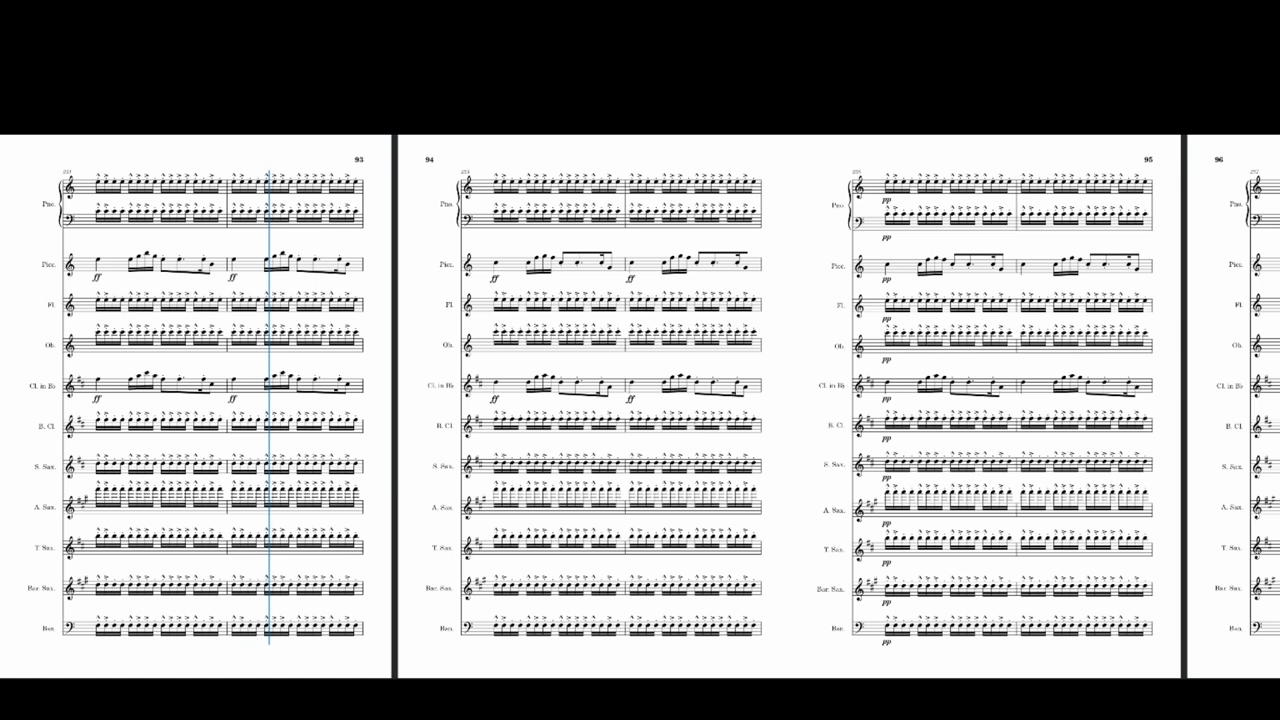 93
Pno.
Picc.
ff
ff
Fl.
Ob.
Cl. in B♭
ff
ff
B. Cl.
S. Sax.
A. Sax.
T. Sax.
Bar. Sax.
Bsn.
94
Pno.
Picc.
ff
ff
Fl.
Ob.
Cl. in B♭
ff
ff
B. Cl.
S. Sax.
A. Sax.
T. Sax.
Bar. Sax.
Bsn.
95
Pno.
pp
pp
Picc.
pp
Fl.
pp
Ob.
pp
Cl. in B♭
pp
B. Cl.
pp
S. Sax.
pp
A. Sax.
pp
T. Sax.
pp
Bar. Sax.
pp
Bsn.
pp
96
Pno.
Picc.
Fl.
Ob.
Cl. in B♭
B. Cl.
S. Sax.
A. Sax.
T. Sax.
Bar. Sax.
Bsn.